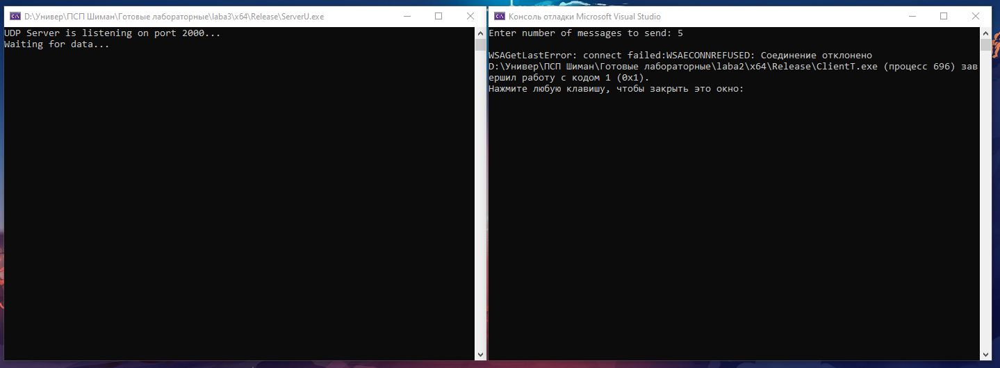 D:\Универ\ПСП Шиман\Готовые лабораторные\laba3\x64\Release\ServerU.exe
UDP Server is listening on port 2000...
Waiting for data...
Консоль отладки Microsoft Visual Studio
Enter number of messages to send: 5
WSAGetLastError: connect failed:WSAECONNREFUSED: Соединение отклонено
D:\Универ\ПСП Шиман\Готовые лабораторные\laba2\x64\Release\ClientT.exe (процесс 696) зав
ершил работу с кодом 1 (0x1).
Нажмите любую клавишу, чтобы закрыть это окно: